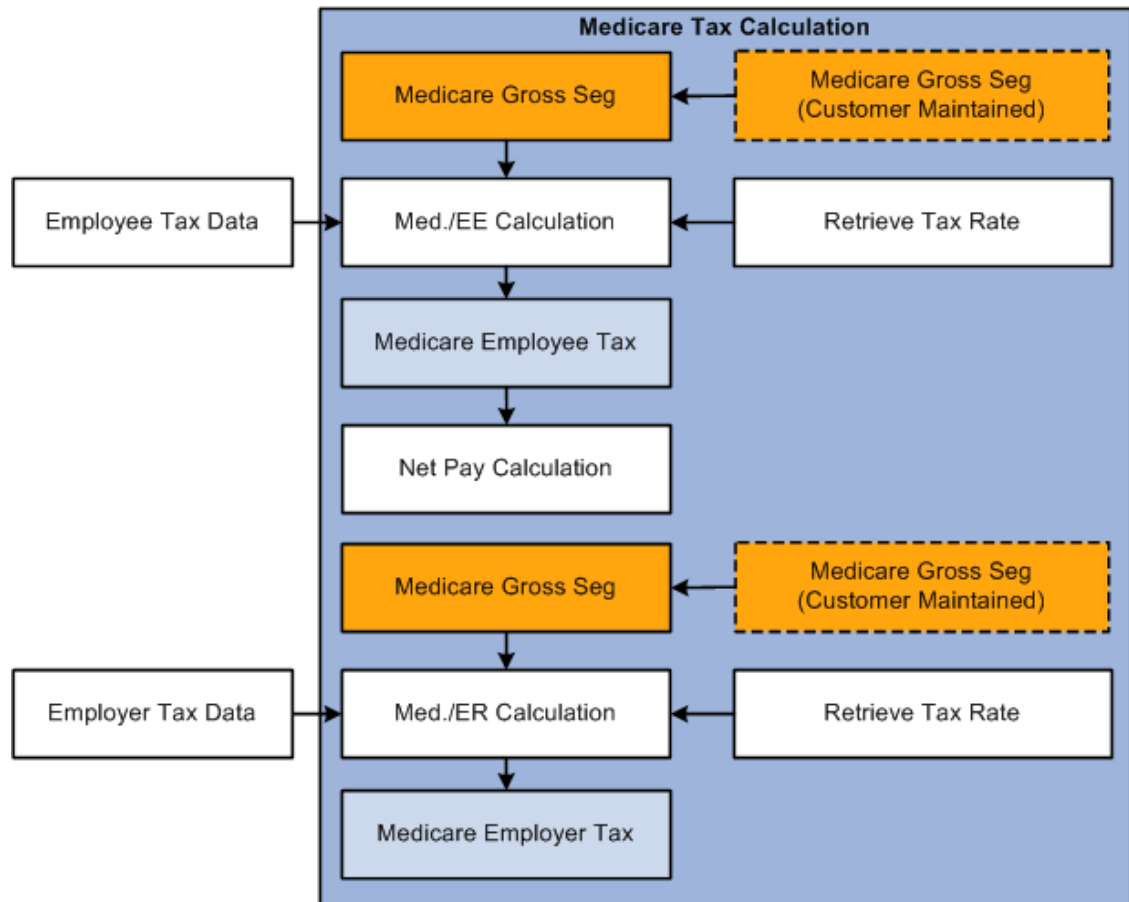 Medicare Tax Calculation
Medicare Gross Seg
Medicare Gross Seg
(Customer Maintained)
Employee Tax Data
Med./EE Calculation
Retrieve Tax Rate
Medicare Employee Tax
Net Pay Calculation
Medicare Gross Seg
Medicare Gross Seg
(Customer Maintained)
Employer Tax Data
Med./ER Calculation
Retrieve Tax Rate
Medicare Employer Tax